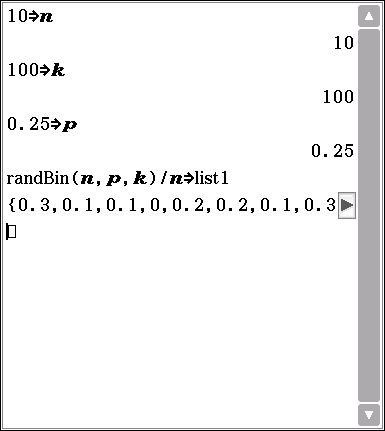 10⇒n
10
100⇒k
100
0.25⇒p
0.25
randBin(n,p,k)/n⇒list1
{0.3,0.1,0.1,0,0.2,0.2,0.1,0.3